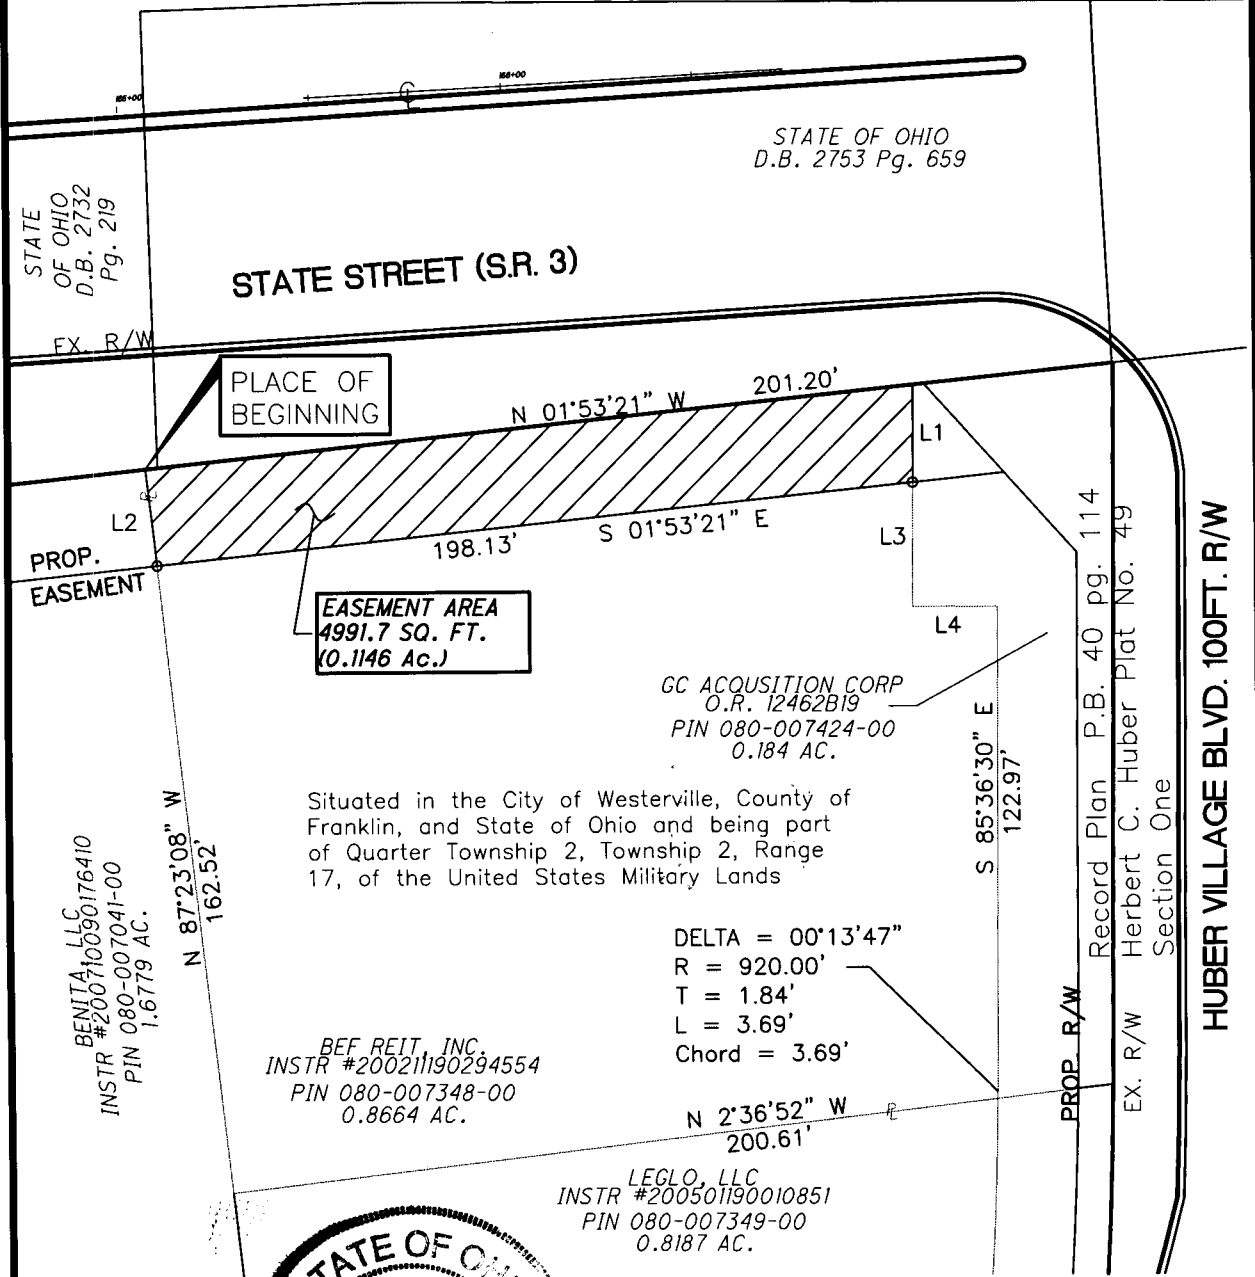 165+00
166+00
STATE OF OHIO
D.B. 2753 Pg. 659
STATE
OF OHIO
D.B. 2732
Pg. 219
STATE STREET (S.R. 3)
EX. R/W
PLACE OF
BEGINNING
N 01°53'21" W 201.20'
L1
L2
198.13' S 01°53'21" E
L3
PROP.
EASEMENT
EASEMENT AREA
4991.7 SQ. FT.
(0.1146 Ac.)
L4
GC ACQUSITION CORP
O.R. 12462B19
PIN 080-007424-00
0.184 AC.
S 85°36'30" E
122.97'
Record Plan P.B. 40 pg. 114
Herbert C. Huber Plat No. 49
Section One
HUBER VILLAGE BLVD. 100FT. R/W
Situated in the City of Westerville, County of
Franklin, and State of Ohio and being part
of Quarter Township 2, Township 2, Range
17, of the United States Military Lands
N 87°23'08" W
162.52'
BENITA, LLC
INSTR #200710090176410
PIN 080-007041-00
1.6779 AC.
DELTA = 00°13'47"
R = 920.00'
T = 1.84'
L = 3.69'
Chord = 3.69'
BEF REIT, INC.
INSTR #200211190294554
PIN 080-007348-00
0.8664 AC.
PROP. R/W
EX. R/W
N 2°36'52" W
200.61'
LEGLO, LLC
INSTR #200501190010851
PIN 080-007349-00
0.8187 AC.
STATE OF OHI